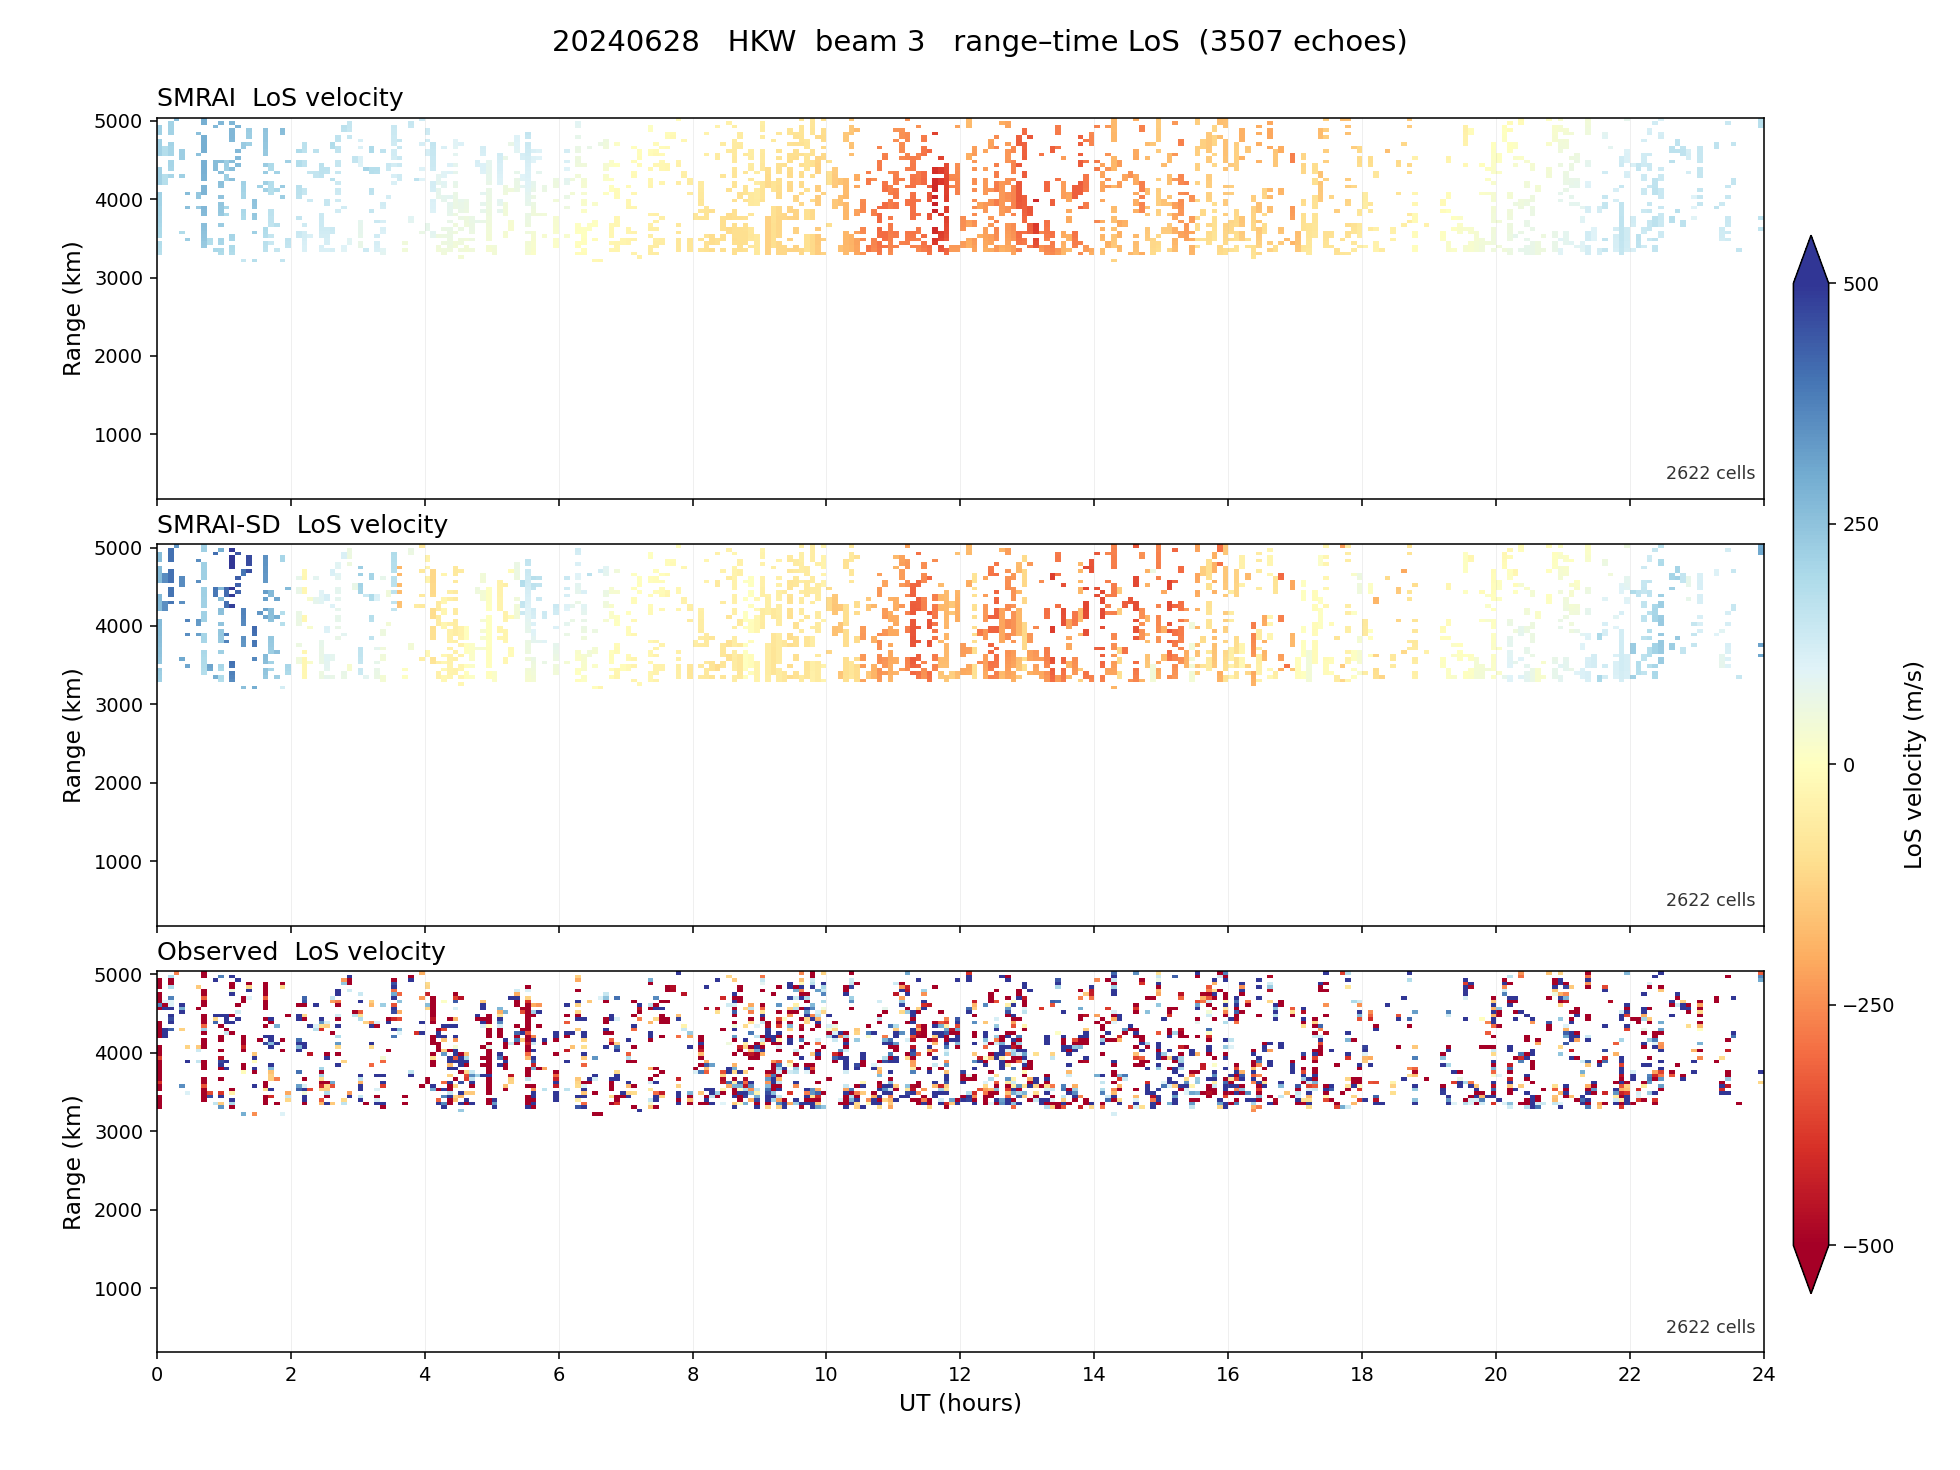 20240628   HKW  beam 3   range–time LoS  (3507 echoes)
SMRAI  LoS velocity
5000
4000
3000
2000
1000
Range (km)
2622 cells
SMRAI-SD  LoS velocity
5000
4000
3000
2000
1000
Range (km)
2622 cells
Observed  LoS velocity
5000
4000
3000
2000
1000
Range (km)
2622 cells
0 2 4 6 8 10 12 14 16 18 20 22 24
UT (hours)
500
250
0
−250
−500
LoS velocity (m/s)